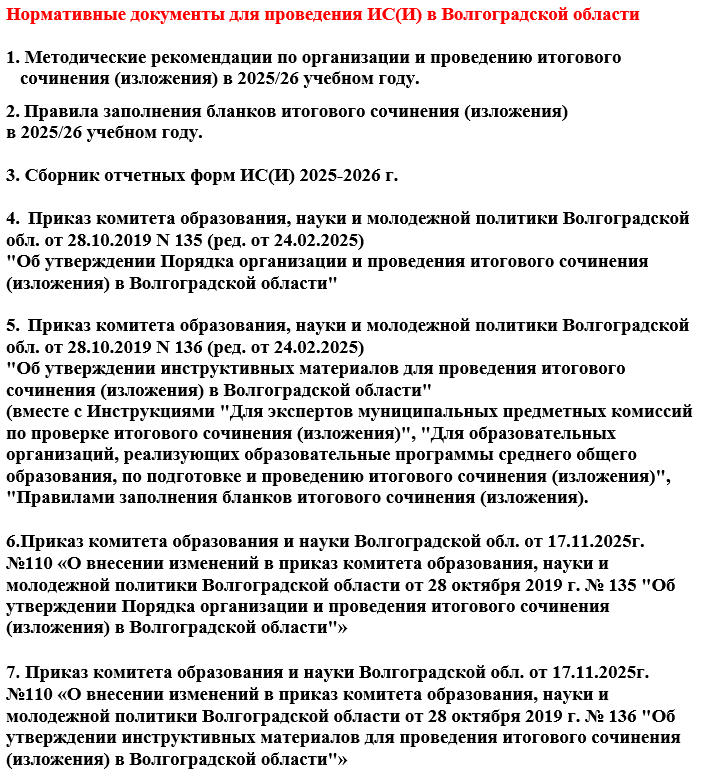 Нормативные документы для проведения ИС(И) в Волгоградской области
1. Методические рекомендации по организации и проведению итогового
сочинения (изложения) в 2025/26 учебном году.
2. Правила заполнения бланков итогового сочинения (изложения)
в 2025/26 учебном году.
3. Сборник отчетных форм ИС(И) 2025-2026 г.
4. Приказ комитета образования, науки и молодежной политики Волгоградской
обл. от 28.10.2019 N 135 (ред. от 24.02.2025)
"Об утверждении Порядка организации и проведения итогового сочинения
(изложения) в Волгоградской области"
5. Приказ комитета образования, науки и молодежной политики Волгоградской
обл. от 28.10.2019 N 136 (ред. от 24.02.2025)
"Об утверждении инструктивных материалов для проведения итогового
сочинения (изложения) в Волгоградской области"
(вместе с Инструкциями "Для экспертов муниципальных предметных комиссий
по проверке итогового сочинения (изложения)", "Для образовательных
организаций, реализующих образовательные программы среднего общего
образования, по подготовке и проведению итогового сочинения (изложения)",
"Правилами заполнения бланков итогового сочинения (изложения).
6.Приказ комитета образования и науки Волгоградской обл. от 17.11.2025г.
№110 «О внесении изменений в приказ комитета образования, науки и
молодежной политики Волгоградской области от 28 октября 2019 г. № 135 "Об
утверждении Порядка организации и проведения итогового сочинения
(изложения) в Волгоградской области"»
7. Приказ комитета образования и науки Волгоградской обл. от 17.11.2025г.
№110 «О внесении изменений в приказ комитета образования, науки и
молодежной политики Волгоградской области от 28 октября 2019 г. № 136 "Об
утверждении инструктивных материалов для проведения итогового сочинения
(изложения) в Волгоградской области"»